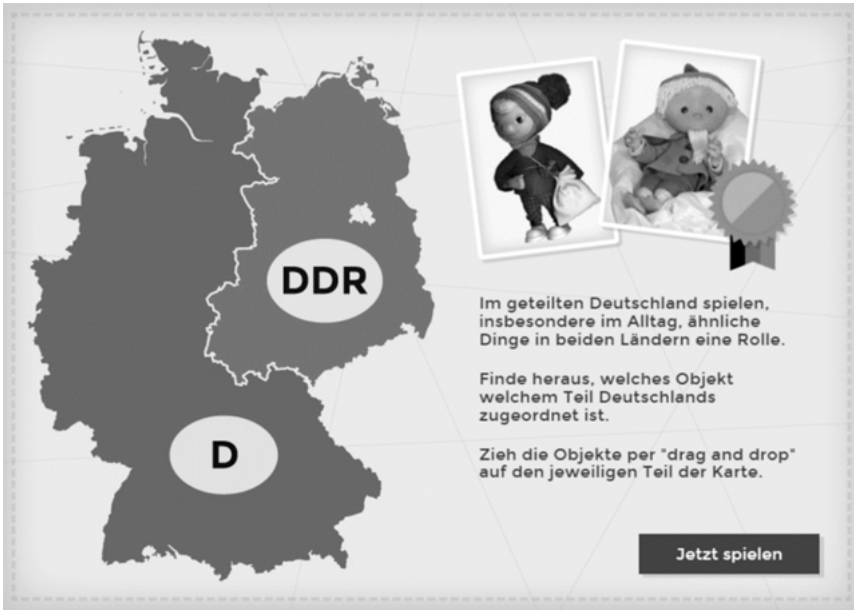 DDR
D
Im geteilten Deutschland spielen,
insbesondere im Alltag, ähnliche
Dinge in beiden Ländern eine Rolle.
Finde heraus, welches Objekt
welchem Teil Deutschlands
zugeordnet ist.
Zieh die Objekte per "drag and drop"
auf den jeweiligen Teil der Karte.
Jetzt spielen